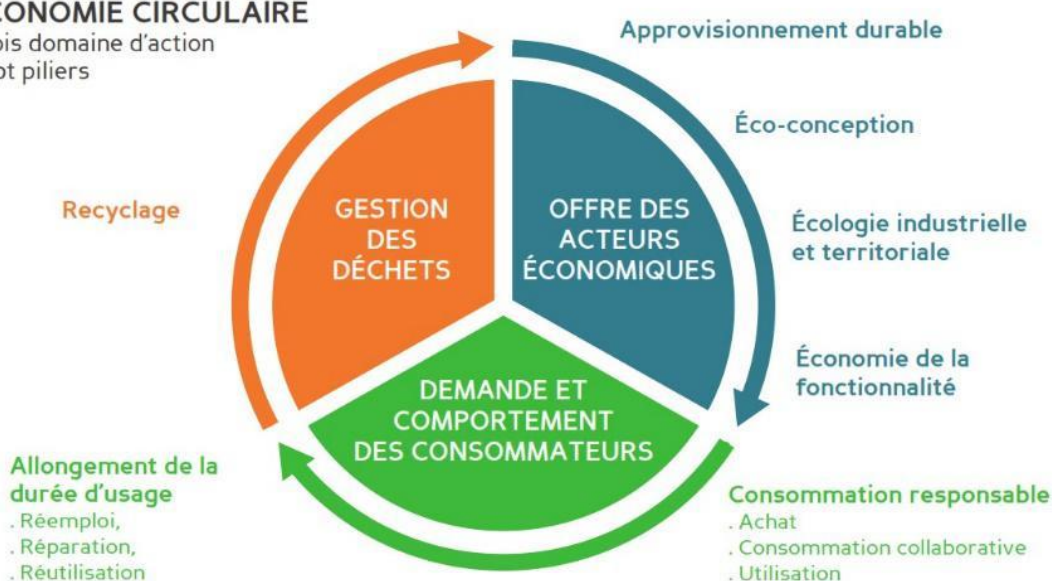 CONOMIE CIRCULAIRE
ois domaine d'action
ot piliers
Approvisionnement durable
Éco-conception
Recyclage
GESTION
DES
DÉCHETS
OFFRE DES
ACTEURS
ÉCONOMIQUES
Écologie industrielle
et territoriale
Économie de la
fonctionnalité
DEMANDE ET
COMPORTEMENT
DES CONSOMMATEURS
Allongement de la
durée d'usage
. Réemploi,
. Réparation,
. Réutilisation
Consommation responsable
. Achat
. Consommation collaborative
. Utilisation